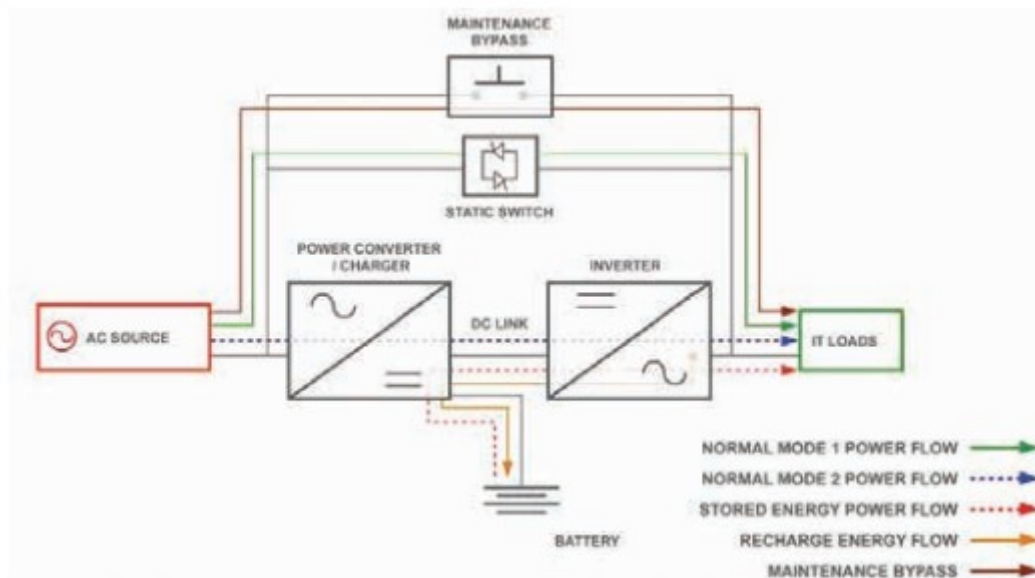 MAINTENANCE
BYPASS
STATIC SWITCH
POWER CONVERTER
/ CHARGER
INVERTER
AC SOURCE
DC LINK
IT LOADS
BATTERY
NORMAL MODE 1 POWER FLOW
NORMAL MODE 2 POWER FLOW
STORED ENERGY POWER FLOW
RECHARGE ENERGY FLOW
MAINTENANCE BYPASS